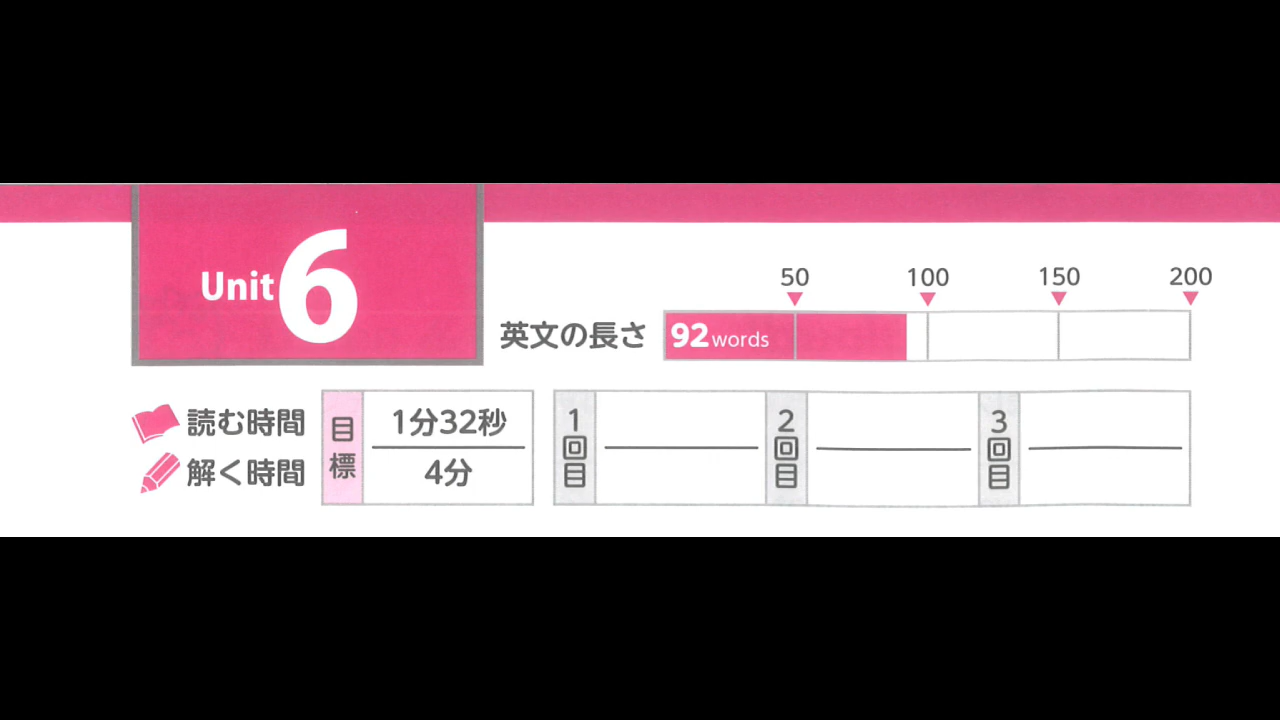 Unit 6
50 100 150 200
英文の長さ 92 words
読む時間 目標 1分32秒 1回目 2回目 3回目
解く時間 4分